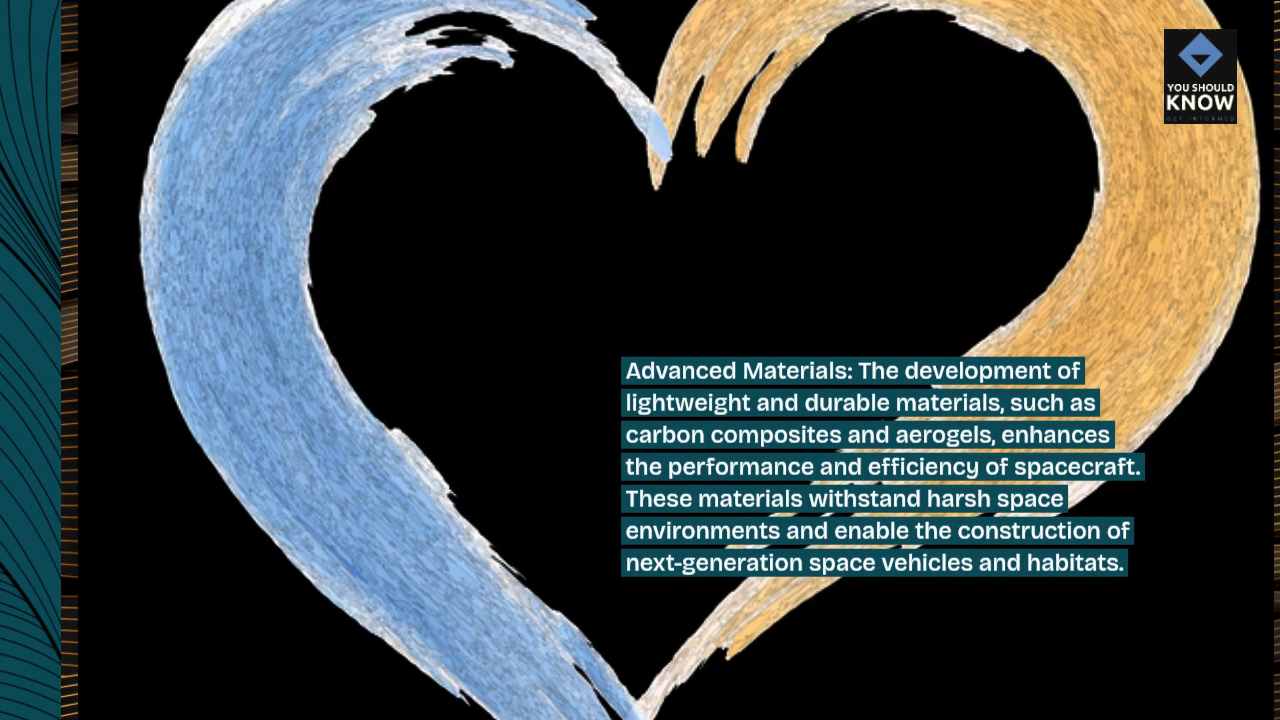 YOU SHOULD
KNOW
GET INFORMED
Advanced Materials: The development of
lightweight and durable materials, such as
carbon composites and aerogels, enhances
the performance and efficiency of spacecraft.
These materials withstand harsh space
environments and enable the construction of
next-generation space vehicles and habitats.